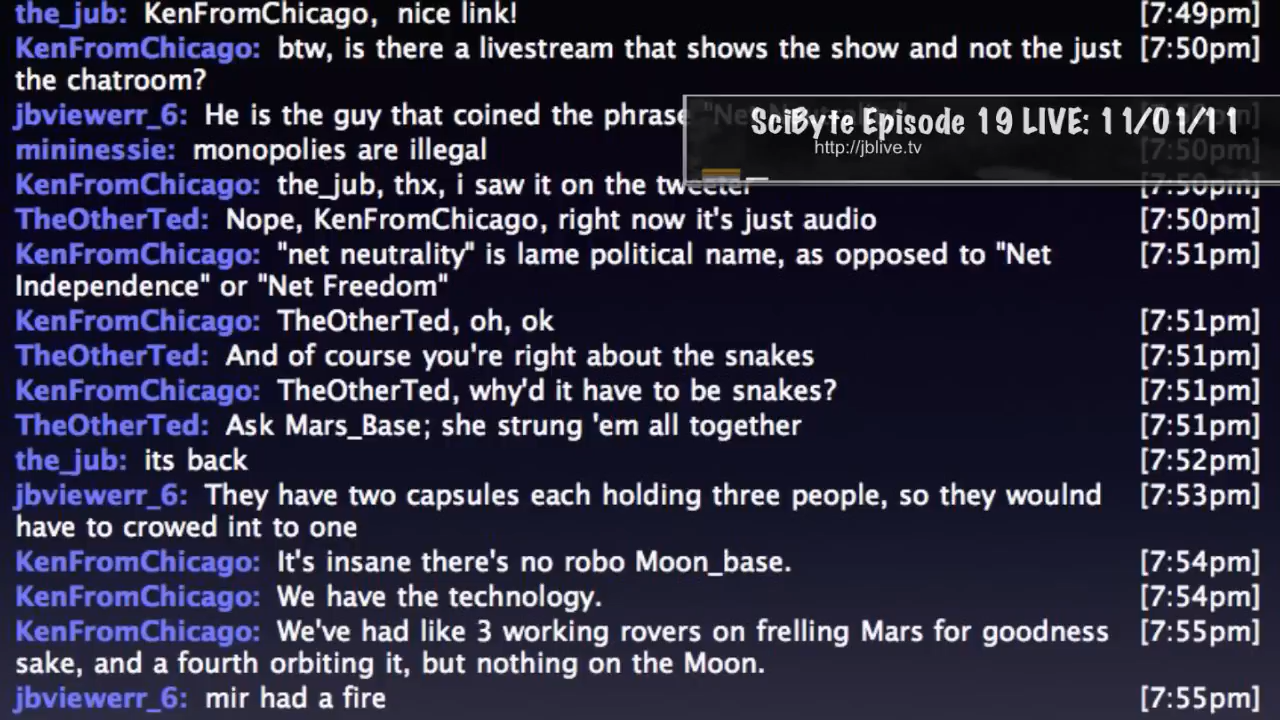 the_jub: KenFromChicago, nice link! [7:49pm]
KenFromChicago: btw, is there a livestream that shows the show and not the just [7:50pm]
the chatroom?
jbviewerr_6: He is the guy that coined the phrase "Net Neutrality"
SciByte Episode 19 LIVE: 11/01/11
http://jblive.tv
mininessie: monopolies are illegal [7:50pm]
KenFromChicago: the_jub, thx, i saw it on the tweeter [7:50pm]
TheOtherTed: Nope, KenFromChicago, right now it's just audio [7:50pm]
KenFromChicago: "net neutrality" is lame political name, as opposed to "Net [7:51pm]
Independence" or "Net Freedom"
KenFromChicago: TheOtherTed, oh, ok [7:51pm]
TheOtherTed: And of course you're right about the snakes [7:51pm]
KenFromChicago: TheOtherTed, why'd it have to be snakes? [7:51pm]
TheOtherTed: Ask Mars_Base; she strung 'em all together [7:51pm]
the_jub: its back [7:52pm]
jbviewerr_6: They have two capsules each holding three people, so they woulnd [7:53pm]
have to crowed int to one
KenFromChicago: It's insane there's no robo Moon_base. [7:54pm]
KenFromChicago: We have the technology. [7:54pm]
KenFromChicago: We've had like 3 working rovers on frelling Mars for goodness [7:55pm]
sake, and a fourth orbiting it, but nothing on the Moon.
jbviewerr_6: mir had a fire [7:55pm]